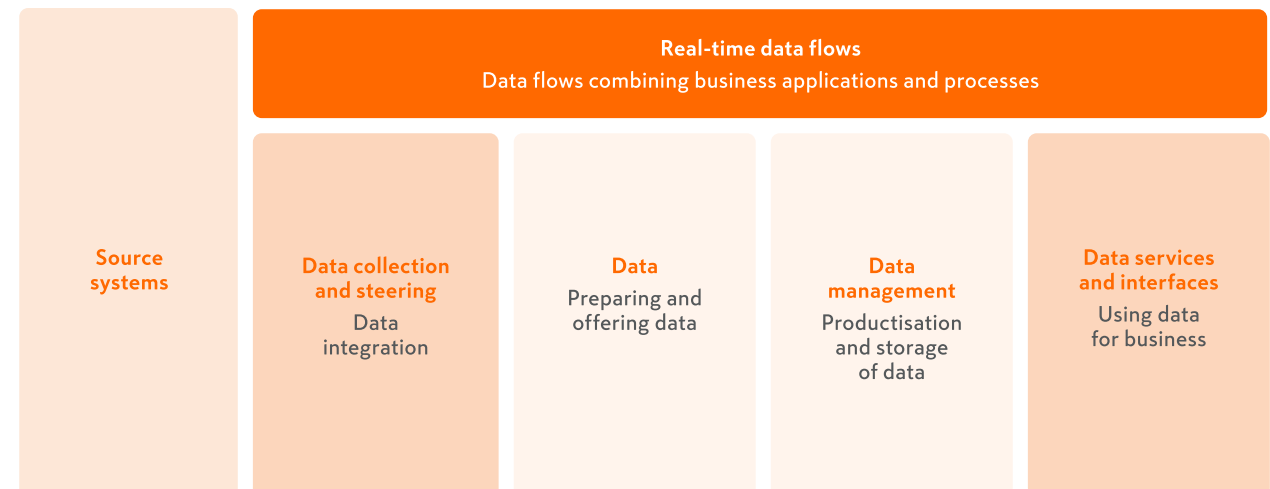 Real-time data flows
Data flows combining business applications and processes
Source
systems
Data collection
and steering
Data
integration
Data
Preparing and
offering data
Data
management
Productisation
and storage
of data
Data services
and interfaces
Using data
for business